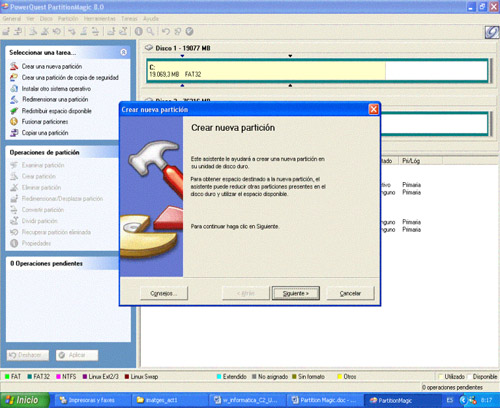 PowerQuest PartitionMagic 8.0
General Ver Disco Partición Herramientas Tareas Ayuda
Seleccionar una tarea...
Crear una nueva partición
Crear una partición de copia de seguridad
Instalar otro sistema operativo
Redimensionar una partición
Redistribuir espacio disponible
Fusionar particiones
Copiar una partición
Operaciones de partición
Examinar partición
Crear partición
Eliminar partición
Redimensionar/Desplazar partición
Convertir partición
Dividir partición
Recuperar partición eliminada
Propiedades
0 Operaciones pendientes
Deshacer
Aplicar
Disco 1 - 19077 MB
C:
19.069,3 MB FAT32
Pri/Lóg
Primaria
Primaria
Primaria
Primaria
Crear nueva partición
Crear nueva partición
Este asistente le ayudará a crear una nueva partición en
su unidad de disco duro.
Para obtener espacio destinado a la nueva partición, el
asistente puede reducir otras particiones presentes en el
disco duro y utilizar el espacio disponible.
Para continuar haga clic en Siguiente.
Consejos...
< Atrás
Siguiente >
Cancelar
FAT FAT32 NTFS Linux Ext2/3 Linux Swap Extendido No asignado Sin formato Otros Utilizado Disponible
0 operaciones pendientes
Inicio
Impresoras y faxes
imatges_act1
w_informatica_C2_U...
Partition Magic.doc - ...
PartitionMagic
ES
8:17